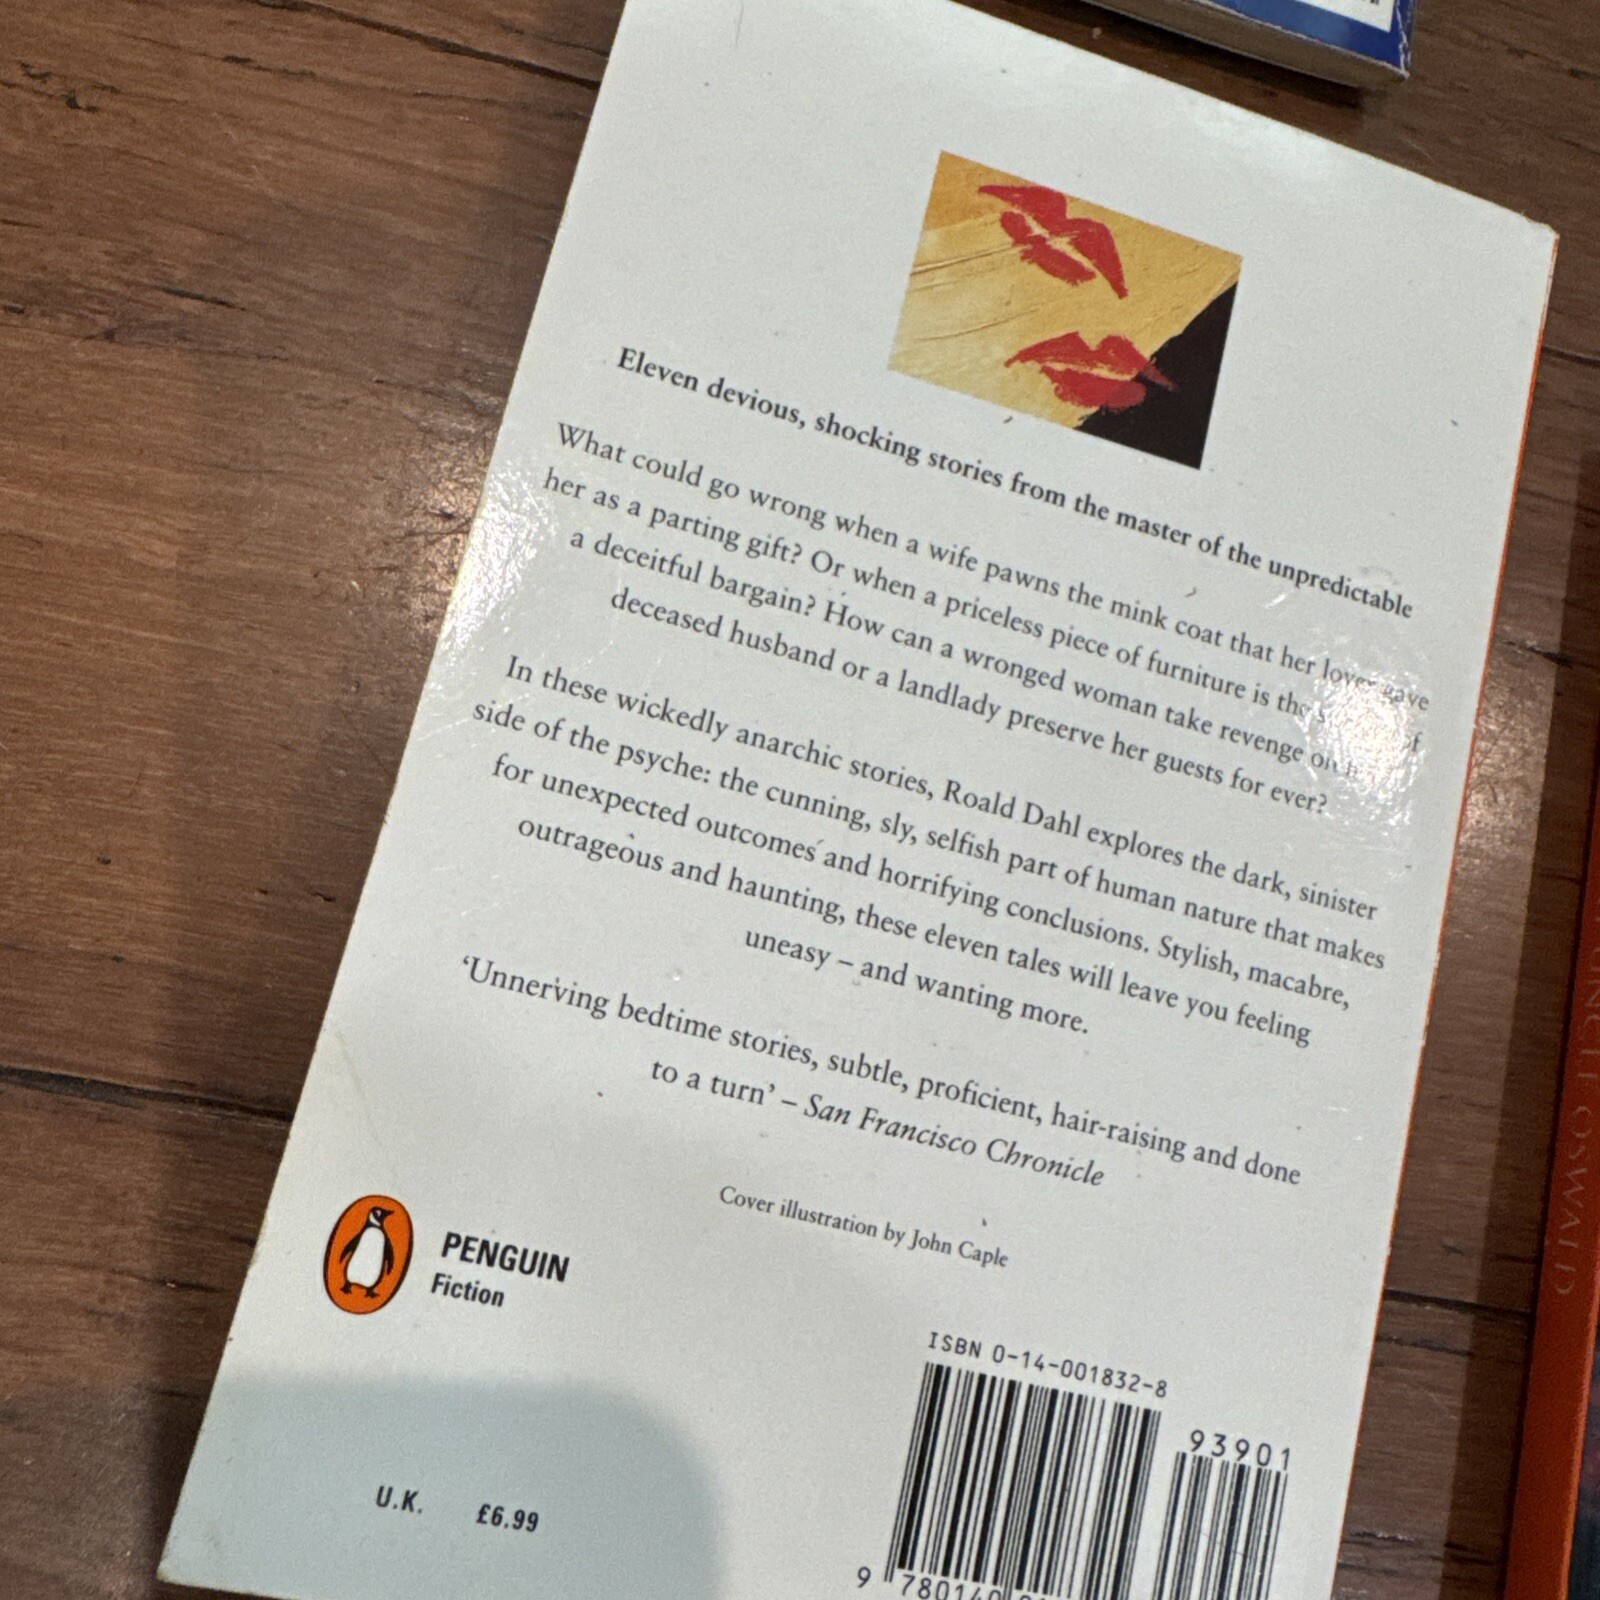 Eleven devious, shocking stories from the master of the unpredictable
What could go wrong when a wife pawns the mink coat that her lover gave
her as a parting gift? Or when a priceless piece of furniture is the of
a deceitful bargain? How can a wronged woman take revenge on
deceased husband or a landlady preserve her guests for ever?
In these wickedly anarchic stories, Roald Dahl explores the dark, sinister
side of the psyche: the cunning, sly, selfish part of human nature that makes
for unexpected outcomes and horrifying conclusions. Stylish, macabre,
outrageous and haunting, these eleven tales will leave you feeling
uneasy – and wanting more.
‘Unnerving bedtime stories, subtle, proficient, hair-raising and done
to a turn’ – San Francisco Chronicle
Cover illustration by John Caple
PENGUIN
Fiction
ISBN 0-14-001832-8
93901
U.K. £6.99
9 780140
OSWALD